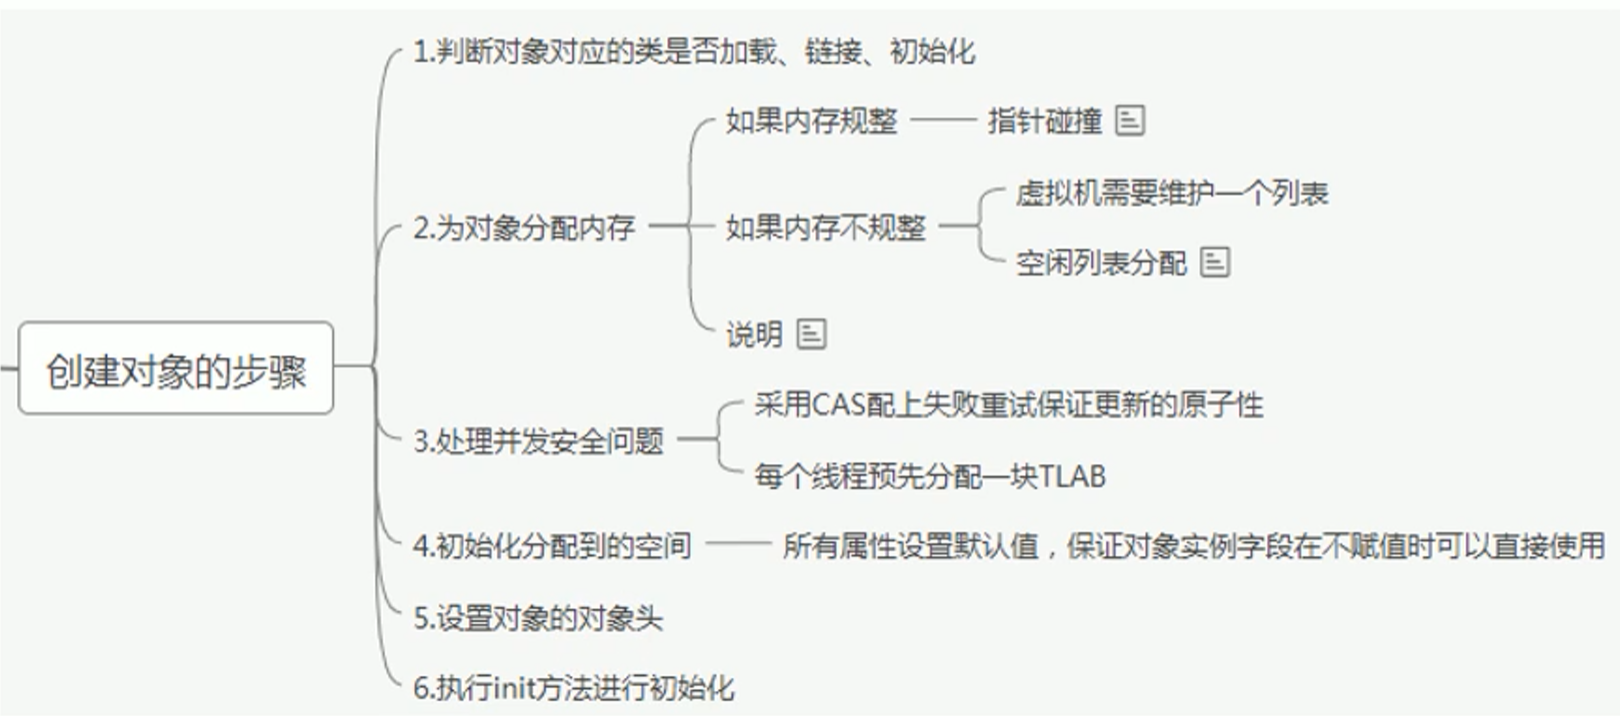 创建对象的步骤
1.判断对象对应的类是否加载、链接、初始化
2.为对象分配内存
如果内存规整
指针碰撞
如果内存不规整
虚拟机需要维护一个列表
空闲列表分配
说明
3.处理并发安全问题
采用CAS配上失败重试保证更新的原子性
每个线程预先分配一块TLAB
4.初始化分配到的空间
所有属性设置默认值，保证对象实例字段在不赋值时可以直接使用
5.设置对象的对象头
6.执行init方法进行初始化